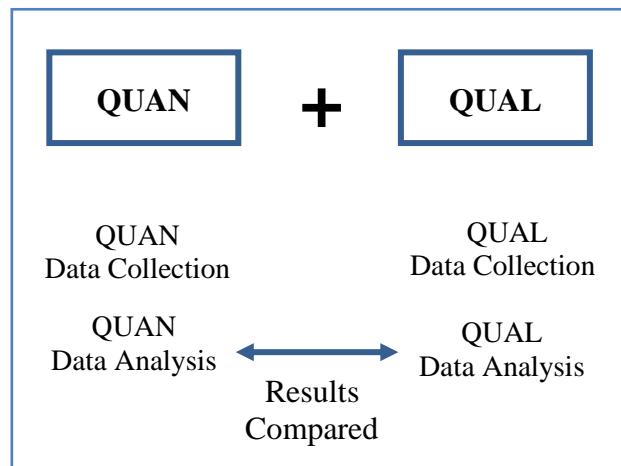 QUAN
+
QUAL
QUAN
Data Collection
QUAL
Data Collection
QUAN
Data Analysis
QUAL
Data Analysis
Results
Compared